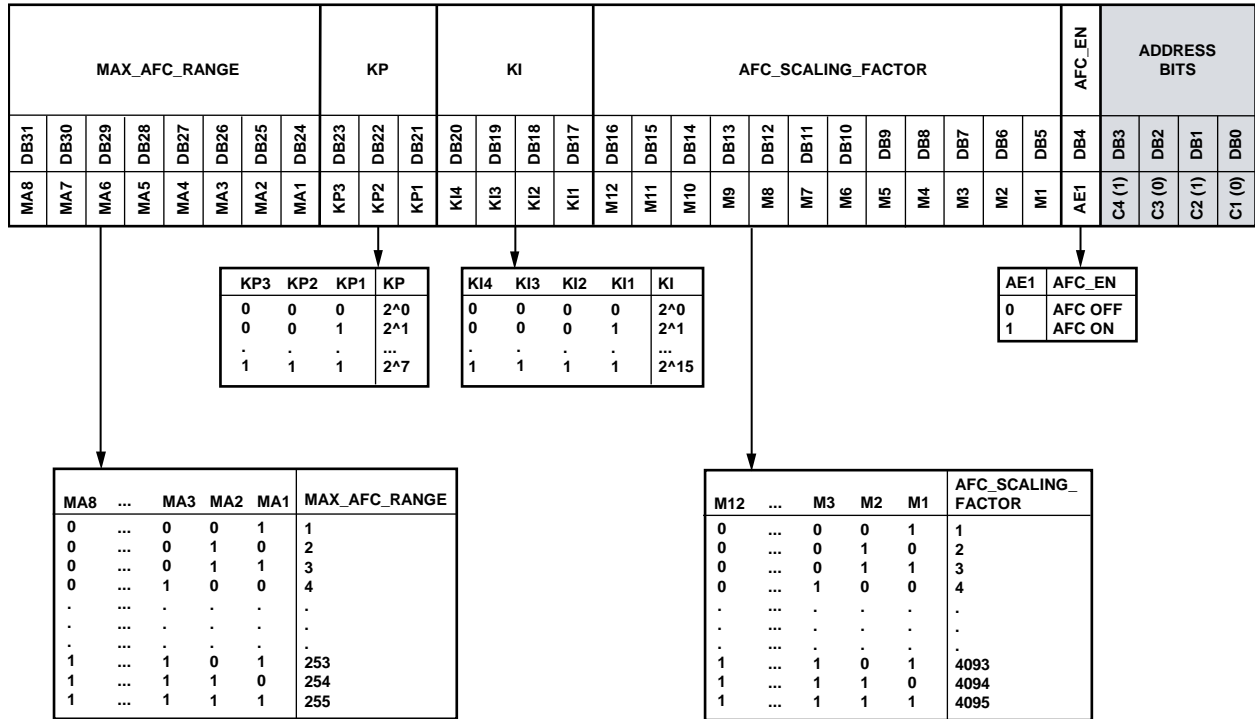 MAX_AFC_RANGE KP KI AFC_SCALING_FACTOR AFC_EN ADDRESS
BITS
DB31 DB30 DB29 DB28 DB27 DB26 DB25 DB24 DB23 DB22 DB21 DB20 DB19 DB18 DB17 DB16 DB15 DB14 DB13 DB12 DB11 DB10 DB9 DB8 DB7 DB6 DB5 DB4 DB3 DB2 DB1 DB0
MA8 MA7 MA6 MA5 MA4 MA3 MA2 MA1 KP3 KP2 KP1 KI4 KI3 KI2 KI1 M12 M11 M10 M9 M8 M7 M6 M5 M4 M3 M2 M1 AE1 C4 (1) C3 (0) C2 (1) C1 (0)
KP3 KP2 KP1 KP
0 0 0 2^0
0 0 1 2^1
. . . ...
1 1 1 2^7
KI4 KI3 KI2 KI1 KI
0 0 0 0 2^0
0 0 0 1 2^1
. . . . ...
1 1 1 1 2^15
AE1 AFC_EN
0 AFC OFF
1 AFC ON
MA8 ... MA3 MA2 MA1 MAX_AFC_RANGE
0 ... 0 0 1 1
0 ... 0 1 0 2
0 ... 0 1 1 3
0 ... 1 0 0 4
. ... . . . .
. ... . . . .
. ... . . . .
1 ... 1 0 1 253
1 ... 1 1 0 254
1 ... 1 1 1 255
M12 ... M3 M2 M1 AFC_SCALING_
FACTOR
0 ... 0 0 1 1
0 ... 0 1 0 2
0 ... 0 1 1 3
0 ... 1 0 0 4
. ... . . . .
. ... . . . .
. ... . . . .
1 ... 1 0 1 4093
1 ... 1 1 0 4094
1 ... 1 1 1 4095